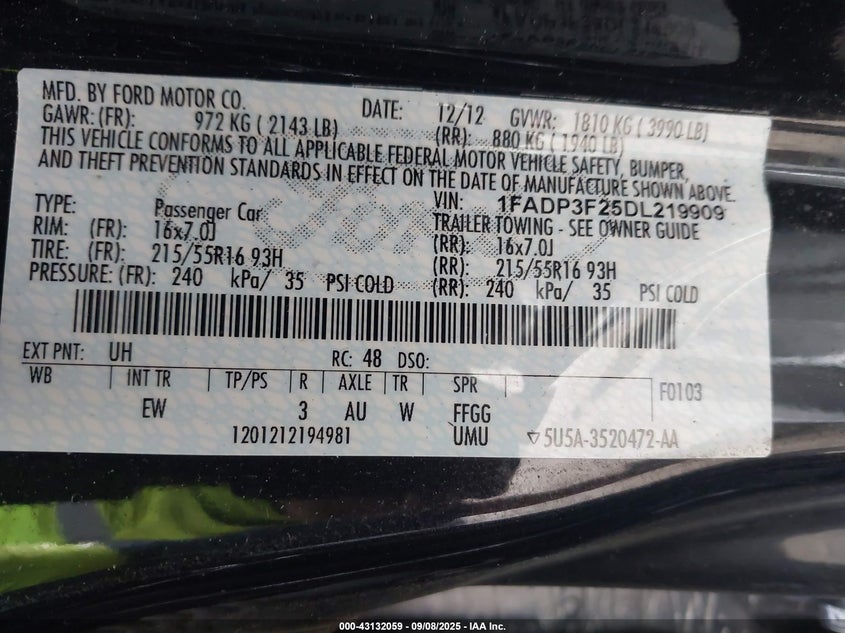 MFD. BY FORD MOTOR CO. DATE: 12/12 GVWR: 1810 KG ( 3990 LB)
GAWR: (FR): 972 KG ( 2143 LB) (RR): 880 KG ( 1940 LB)
THIS VEHICLE CONFORMS TO ALL APPLICABLE FEDERAL MOTOR VEHICLE SAFETY, BUMPER,
AND THEFT PREVENTION STANDARDS IN EFFECT ON THE DATE OF MANUFACTURE SHOWN ABOVE.
VIN: 1FADP3F25DL219909
TYPE: Passenger Car TRAILER TOWING - SEE OWNER GUIDE
RIM: (FR): 16x7.0J (RR): 16x7.0J
TIRE: (FR): 215/55R16 93H (RR): 215/55R16 93H
PRESSURE: (FR): 240 kPa/ 35 PSI COLD (RR): 240 kPa/ 35 PSI COLD
EXT PNT: UH RC: 48 DSO:
WB INT TR TP/PS R AXLE TR SPR F0103
EW 3 AU W FFGG
1201212194981 UMU 5U5A-3520472-AA
000-43132059 - 09/08/2025 - IAA Inc.